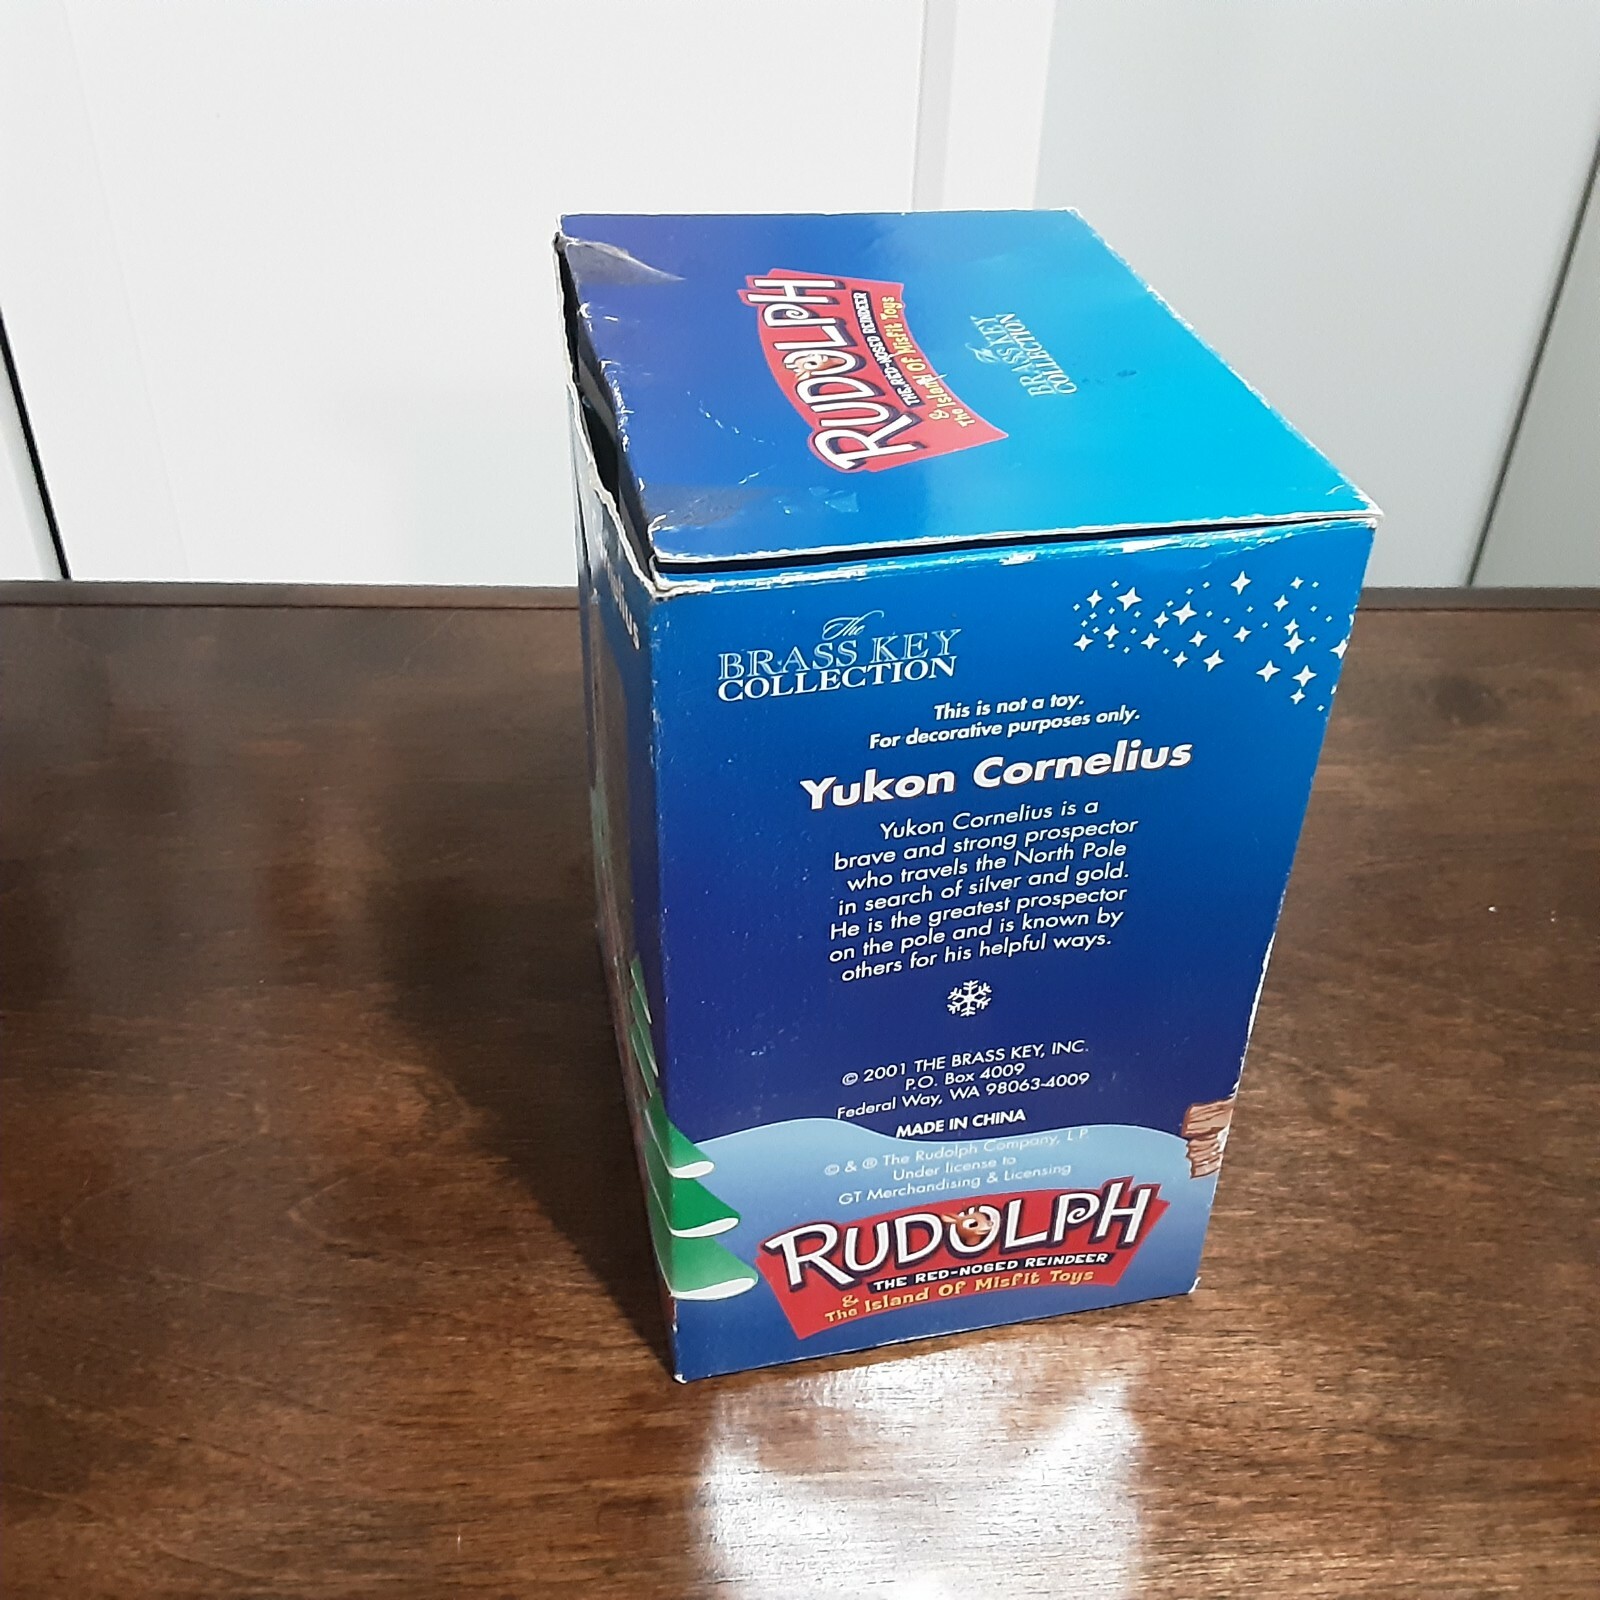 RUDOLPH
THE RED-NOSED REINDEER
& The Island Of Misfit Toys
The
BRASS KEY
COLLECTION
The
BRASS KEY
COLLECTION
This is not a toy.
For decorative purposes only.
Yukon Cornelius
Yukon Cornelius is a
brave and strong prospector
who travels the North Pole
in search of silver and gold.
He is the greatest prospector
on the pole and is known by
others for his helpful ways.
© 2001 THE BRASS KEY, INC.
P.O. Box 4009
Federal Way, WA 98063-4009
MADE IN CHINA
© & ® The Rudolph Company, L P
Under license to
GT Merchandising & Licensing
RUDOLPH
THE RED-NOSED REINDEER
&
The Island Of Misfit Toys